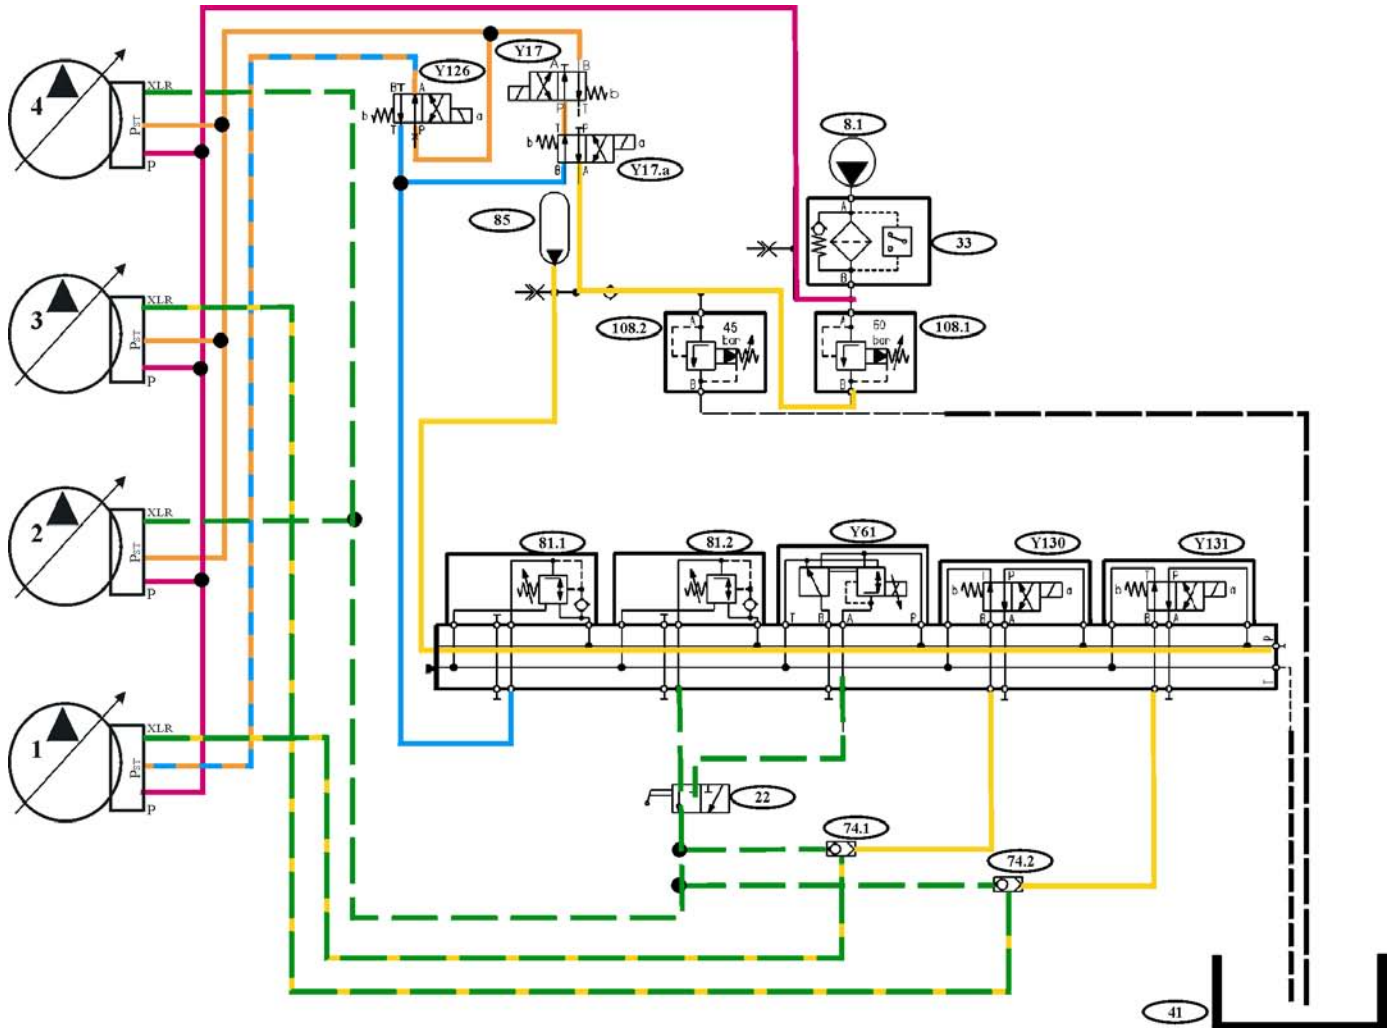 Y17
Y126
XLR
4
PST
P
B T A
b a
T P
A T B
b
P T
T P
b a
B A
Y17.a
8.1
85
A
33
B
XLR
3
PST
P
108.2
A
45
bar
B
108.1
A
60
bar
B
XLR
2
PST
P
81.1
81.2
Y61
Y130
Y131
T B A P
b P a
B A
b T P a
B A
P
T
XLR
1
PST
P
22
74.1
74.2
41